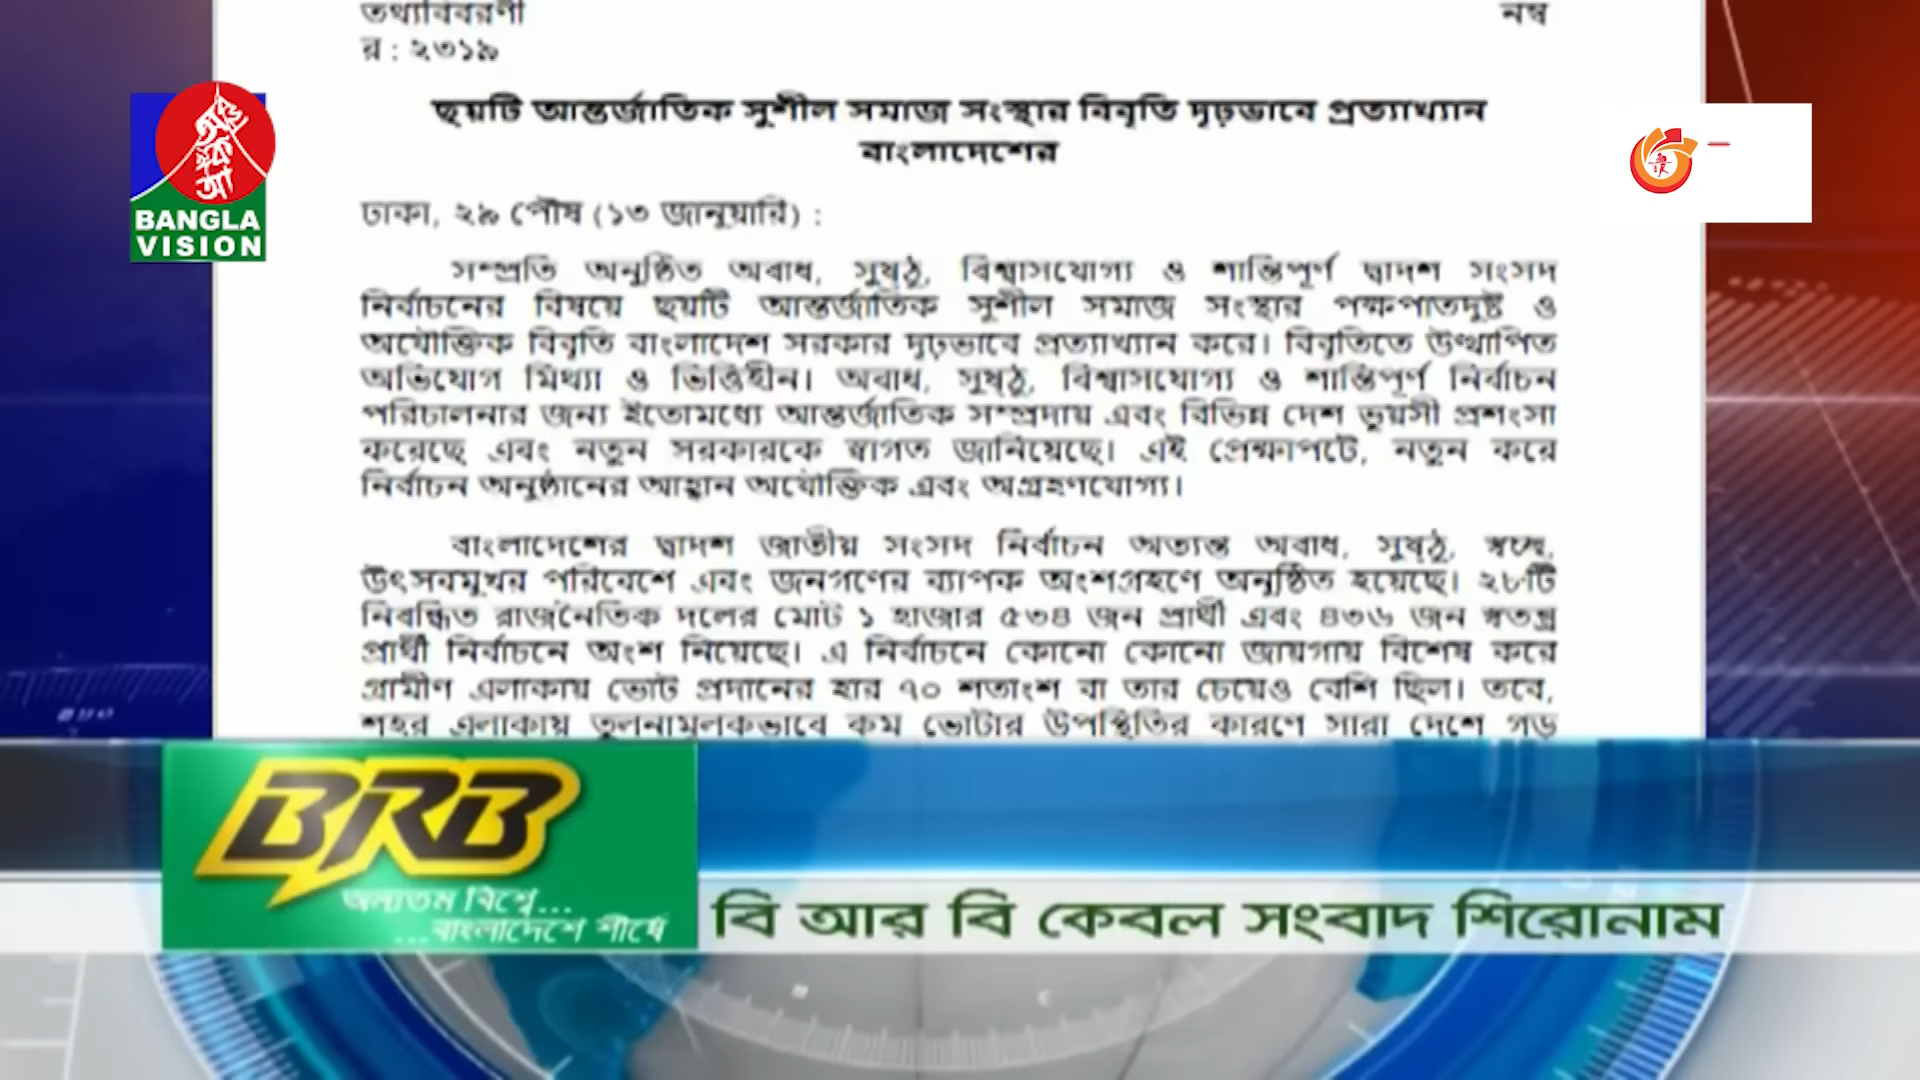 তথ্যবিবরণী নম্ব
র : ২৩১৯
ছয়টি আন্তর্জাতিক সুশীল সমাজ সংস্থার বিবৃতি দৃঢ়ভাবে প্রত্যাখ্যান
বাংলাদেশের
ঢাকা, ২৯ পৌষ (১৩ জানুয়ারি) :
সম্প্রতি অনুষ্ঠিত অবাধ, সুষ্ঠু, বিশ্বাসযোগ্য ও শান্তিপূর্ণ দ্বাদশ সংসদ
নির্বাচনের বিষয়ে ছয়টি আন্তর্জাতিক সুশীল সমাজ সংস্থার পক্ষপাতদুষ্ট ও
অযৌক্তিক বিবৃতি বাংলাদেশ সরকার দৃঢ়ভাবে প্রত্যাখ্যান করে। বিবৃতিতে উত্থাপিত
অভিযোগ মিথ্যা ও ভিত্তিহীন। অবাধ, সুষ্ঠু, বিশ্বাসযোগ্য ও শান্তিপূর্ণ নির্বাচন
পরিচালনার জন্য ইতোমধ্যে আন্তর্জাতিক সম্প্রদায় এবং বিভিন্ন দেশ ভুয়সী প্রশংসা
করেছে এবং নতুন সরকারকে স্বাগত জানিয়েছে। এই প্রেক্ষাপটে, নতুন করে
নির্বাচন অনুষ্ঠানের আহ্বান অযৌক্তিক এবং অগ্রহণযোগ্য।
বাংলাদেশের দ্বাদশ জাতীয় সংসদ নির্বাচন অত্যন্ত অবাধ, সুষ্ঠু, স্বচ্ছ,
উৎসবমুখর পরিবেশে এবং জনগণের ব্যাপক অংশগ্রহণে অনুষ্ঠিত হয়েছে। ২৮টি
নিবন্ধিত রাজনৈতিক দলের মোট ১ হাজার ৫৩৪ জন প্রার্থী এবং ৪৩৬ জন স্বতন্ত্র
প্রার্থী নির্বাচনে অংশ নিয়েছে। এ নির্বাচনে কোনো কোনো জায়গায় বিশেষ করে
গ্রামীণ এলাকায় ভোট প্রদানের হার ৭০ শতাংশ বা তার চেয়েও বেশি ছিল। তবে,
শহর এলাকায় তুলনামূলকভাবে কম ভোটার উপস্থিতির কারণে সারা দেশে গড়
BANGLA
VISION
BRB
অন্যতম বিশ্বে...
...বাংলাদেশে শীর্ষে
বি আর বি কেবল সংবাদ শিরোনাম